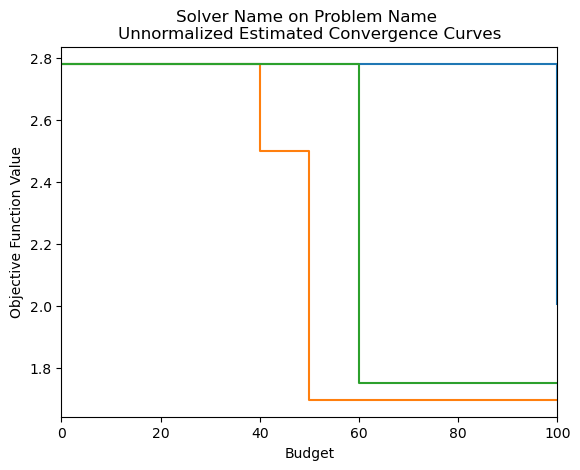 Solver Name on Problem Name
Unnormalized Estimated Convergence Curves
Objective Function Value
2.8
2.6
2.4
2.2
2.0
1.8
0 20 40 60 80 100
Budget